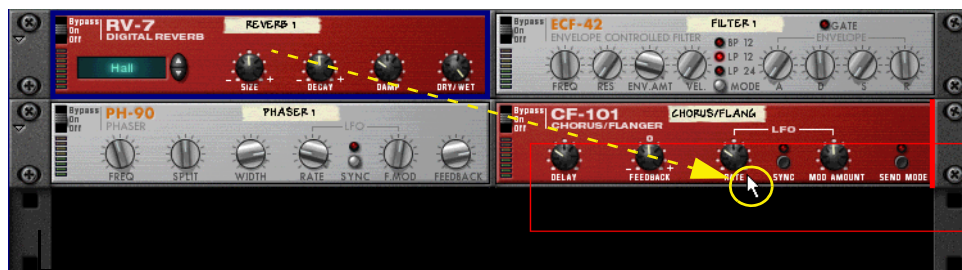 Bypass
On
Off
RV-7
DIGITAL REVERB
REVERB 1
Hall
- SIZE +
- DECAY +
DAMP
DRY/WET
Bypass
On
Off
ECF-42
ENVELOPE CONTROLLED FILTER
FILTER 1
GATE
ENVELOPE
BP 12
LP 12
LP 24
FREQ RES ENV.AMT VEL. MODE A D S R
Bypass
On
Off
PH-90
PHASER
PHASER 1
LFO
FREQ SPLIT WIDTH RATE SYNC F.MOD FEEDBACK
Bypass
On
Off
CF-101
CHORUS/FLANGER
CHORUS/FLANG
LFO
0
DELAY - FEEDBACK + RATE SYNC MOD AMOUNT SEND MODE